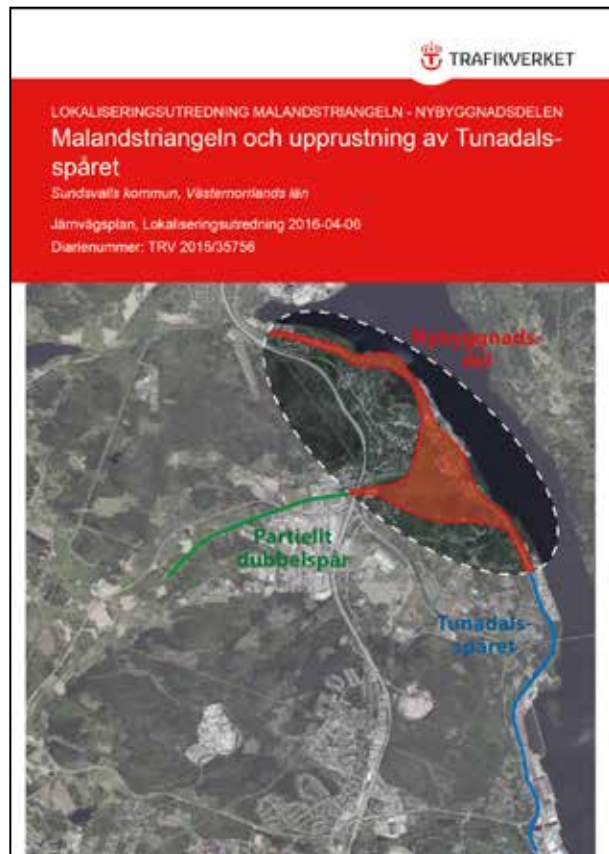 TRAFIKVERKET
LOKALISERINGSUTREDNING MALANDSTRIANGELN - NYBYGGNADSDELEN
Malandstriangeln och upprustning av Tunadals-
spåret
Sundsvalls kommun, Västernorrlands län
Järnvägsplan, Lokaliseringsutredning 2016-04-06
Diarienummer: TRV 2015/35756
Nybyggnads-
del
Partiellt
dubbelspår
Tunadals-
spåret